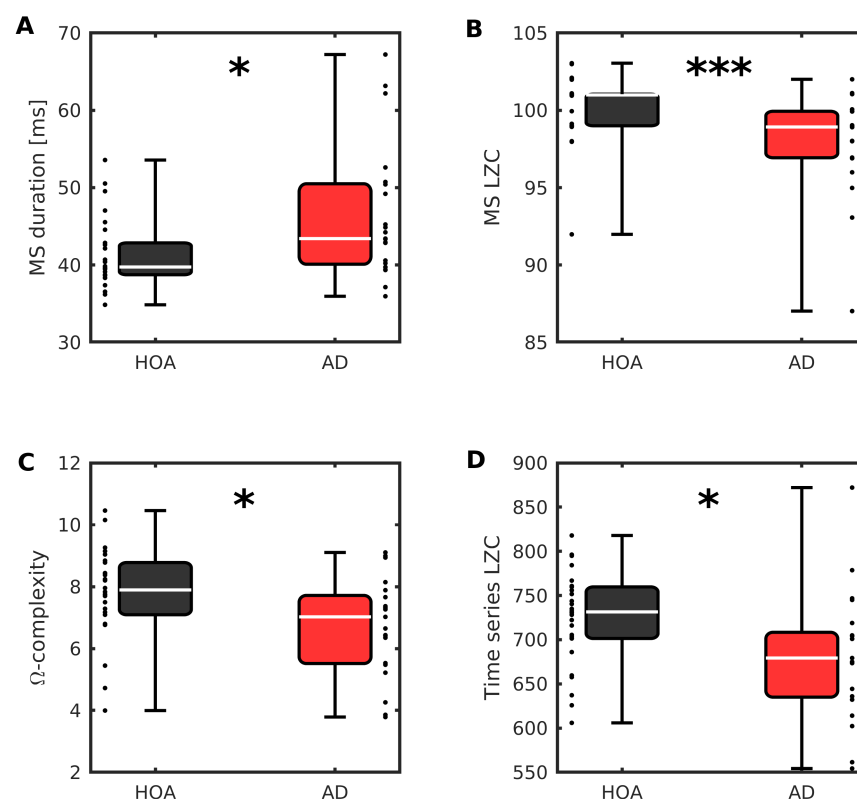 A
MS duration [ms]
70
60
50
40
30
*
HOA
AD
B
MS LZC
105
100
95
90
85
***
HOA
AD
C
Ω-complexity
12
10
8
6
4
2
*
HOA
AD
D
Time series LZC
900
850
800
750
700
650
600
550
*
HOA
AD